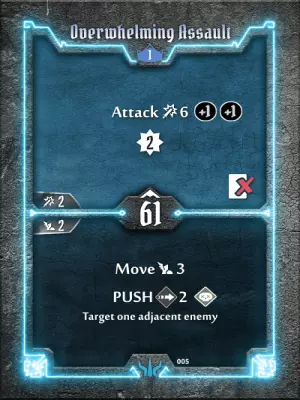 Overwhelming Assault
1
Attack 6 +1 +1
2
2
61
2
Move 3
PUSH 2
Target one adjacent enemy
005